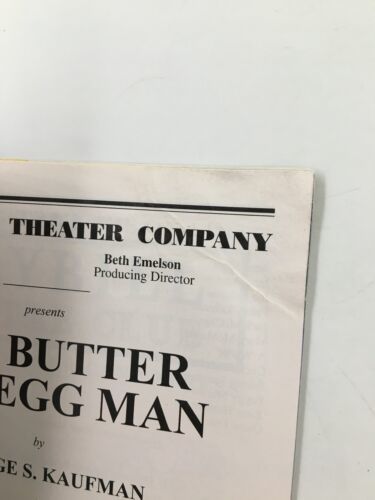 THEATER COMPANY
Beth Emelson
Producing Director
presents
BUTTER
EGG MAN
by
GE S. KAUFMAN